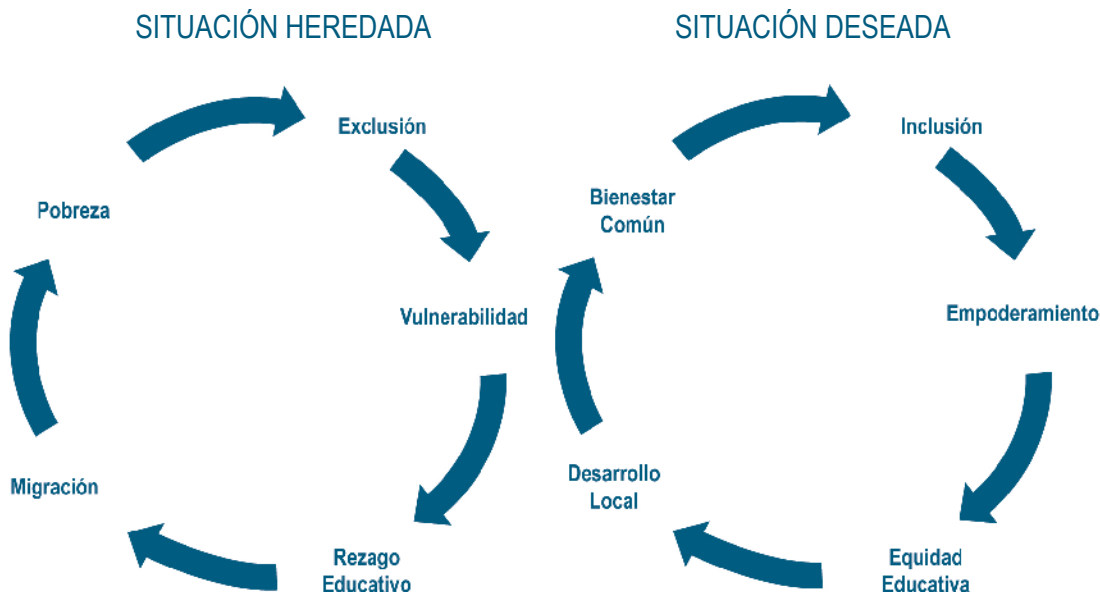 SITUACIÓN HEREDADA
Exclusión
Vulnerabilidad
Rezago
Educativo
Migración
Pobreza
SITUACIÓN DESEADA
Inclusión
Empoderamiento
Equidad
Educativa
Desarrollo
Local
Bienestar
Común